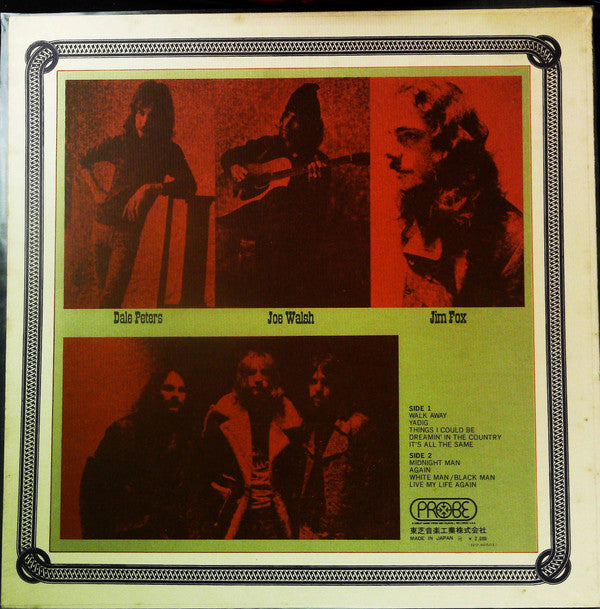 Dale Peters
Joe Walsh
Jim Fox
SIDE 1
WALK AWAY
YADIG
THINGS I COULD BE
DREAMIN' IN THE COUNTRY
IT'S ALL THE SAME
SIDE 2
MIDNIGHT MAN
AGAIN
WHITE MAN/BLACK MAN
LIVE MY LIFE AGAIN
PROBE
東芝音楽工業株式会社
MADE IN JAPAN